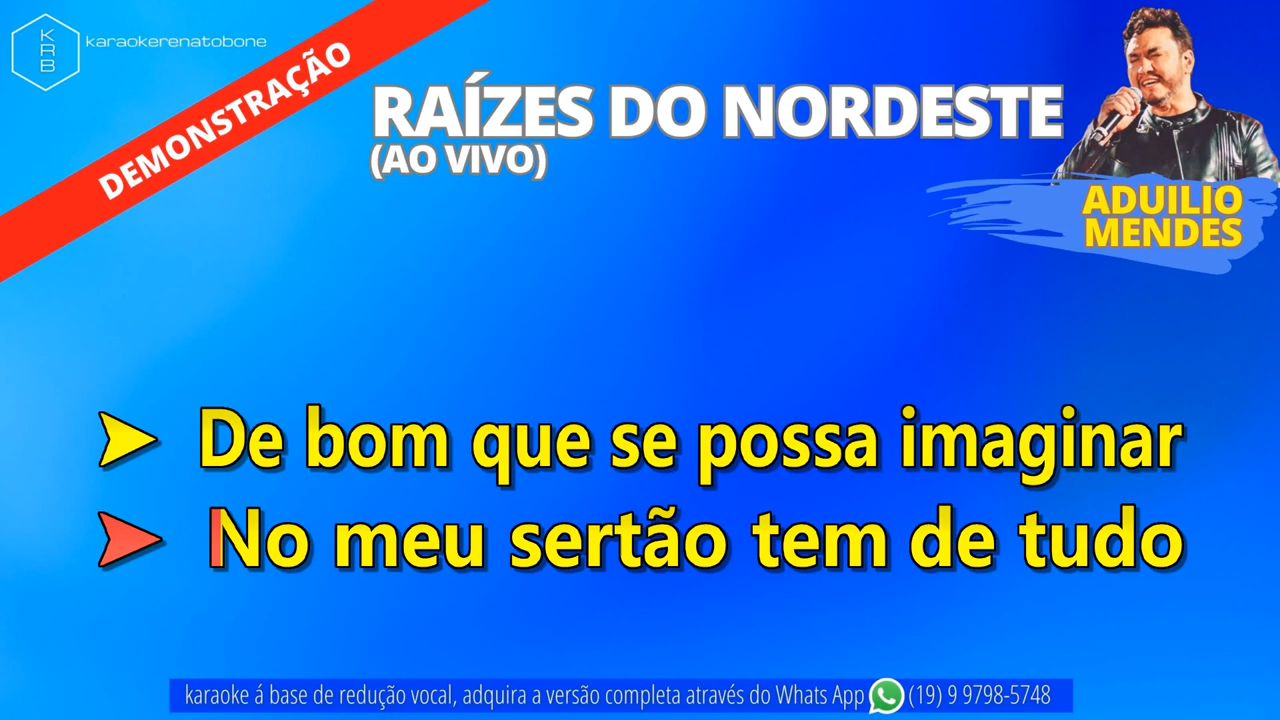 KRB
karaokerenatobone
DEMONSTRAÇÃO
RAÍZES DO NORDESTE
(AO VIVO)
ADUILIO
MENDES
De bom que se possa imaginar
No meu sertão tem de tudo
karaoke á base de redução vocal, adquira a versão completa através do Whats App (19) 9 9798-5748